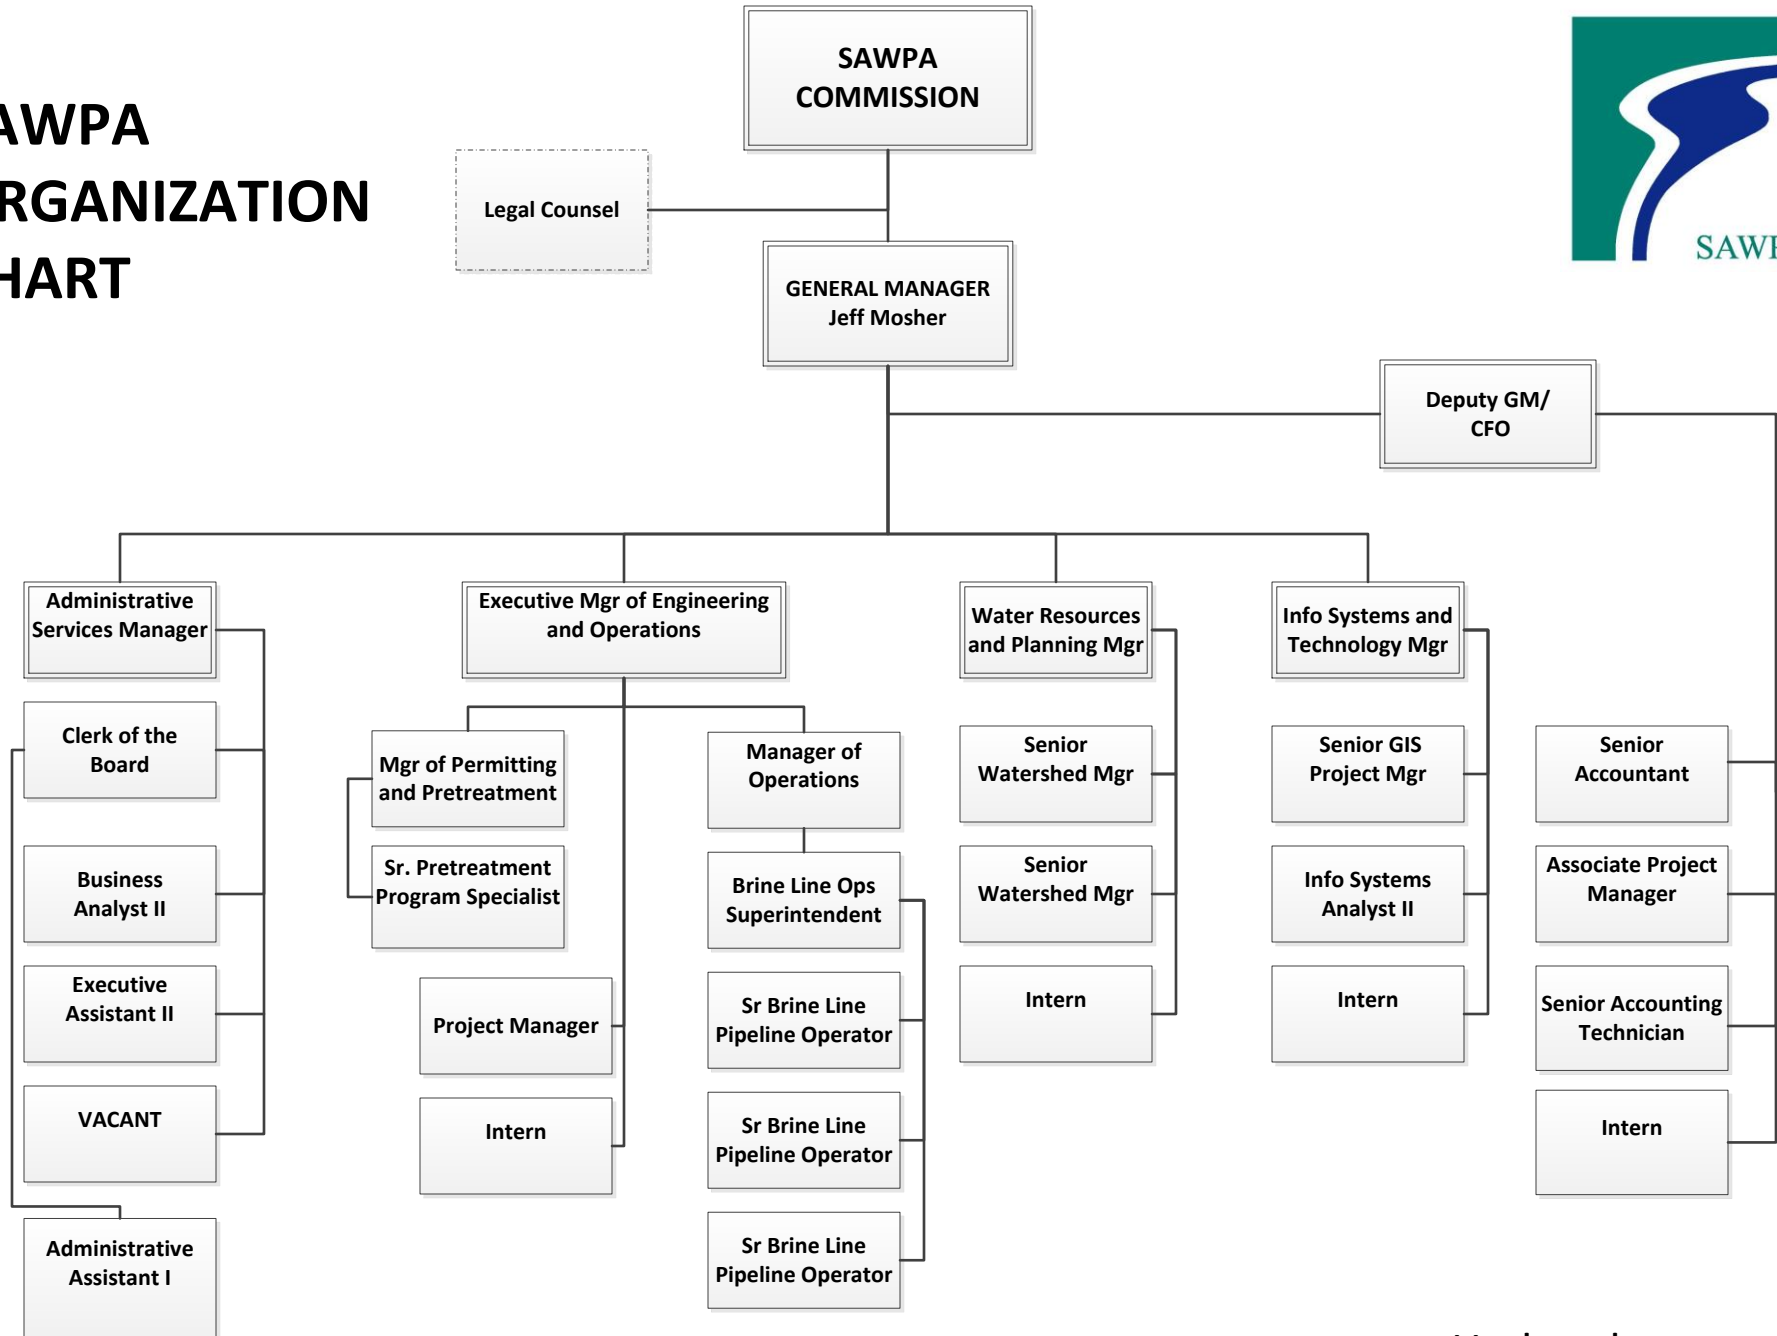 SAWPA
COMMISSION
AWPA
RGANIZATION
HART
Legal Counsel
SAWP
GENERAL MANAGER
Jeff Mosher
Deputy GM/
CFO
Administrative
Services Manager
Clerk of the
Board
Business
Analyst II
Executive
Assistant II
VACANT
Administrative
Assistant I
Executive Mgr of Engineering
and Operations
Mgr of Permitting
and Pretreatment
Sr. Pretreatment
Program Specialist
Project Manager
Intern
Manager of
Operations
Brine Line Ops
Superintendent
Sr Brine Line
Pipeline Operator
Sr Brine Line
Pipeline Operator
Sr Brine Line
Pipeline Operator
Water Resources
and Planning Mgr
Senior
Watershed Mgr
Senior
Watershed Mgr
Intern
Info Systems and
Technology Mgr
Senior GIS
Project Mgr
Info Systems
Analyst II
Intern
Senior
Accountant
Associate Project
Manager
Senior Accounting
Technician
Intern